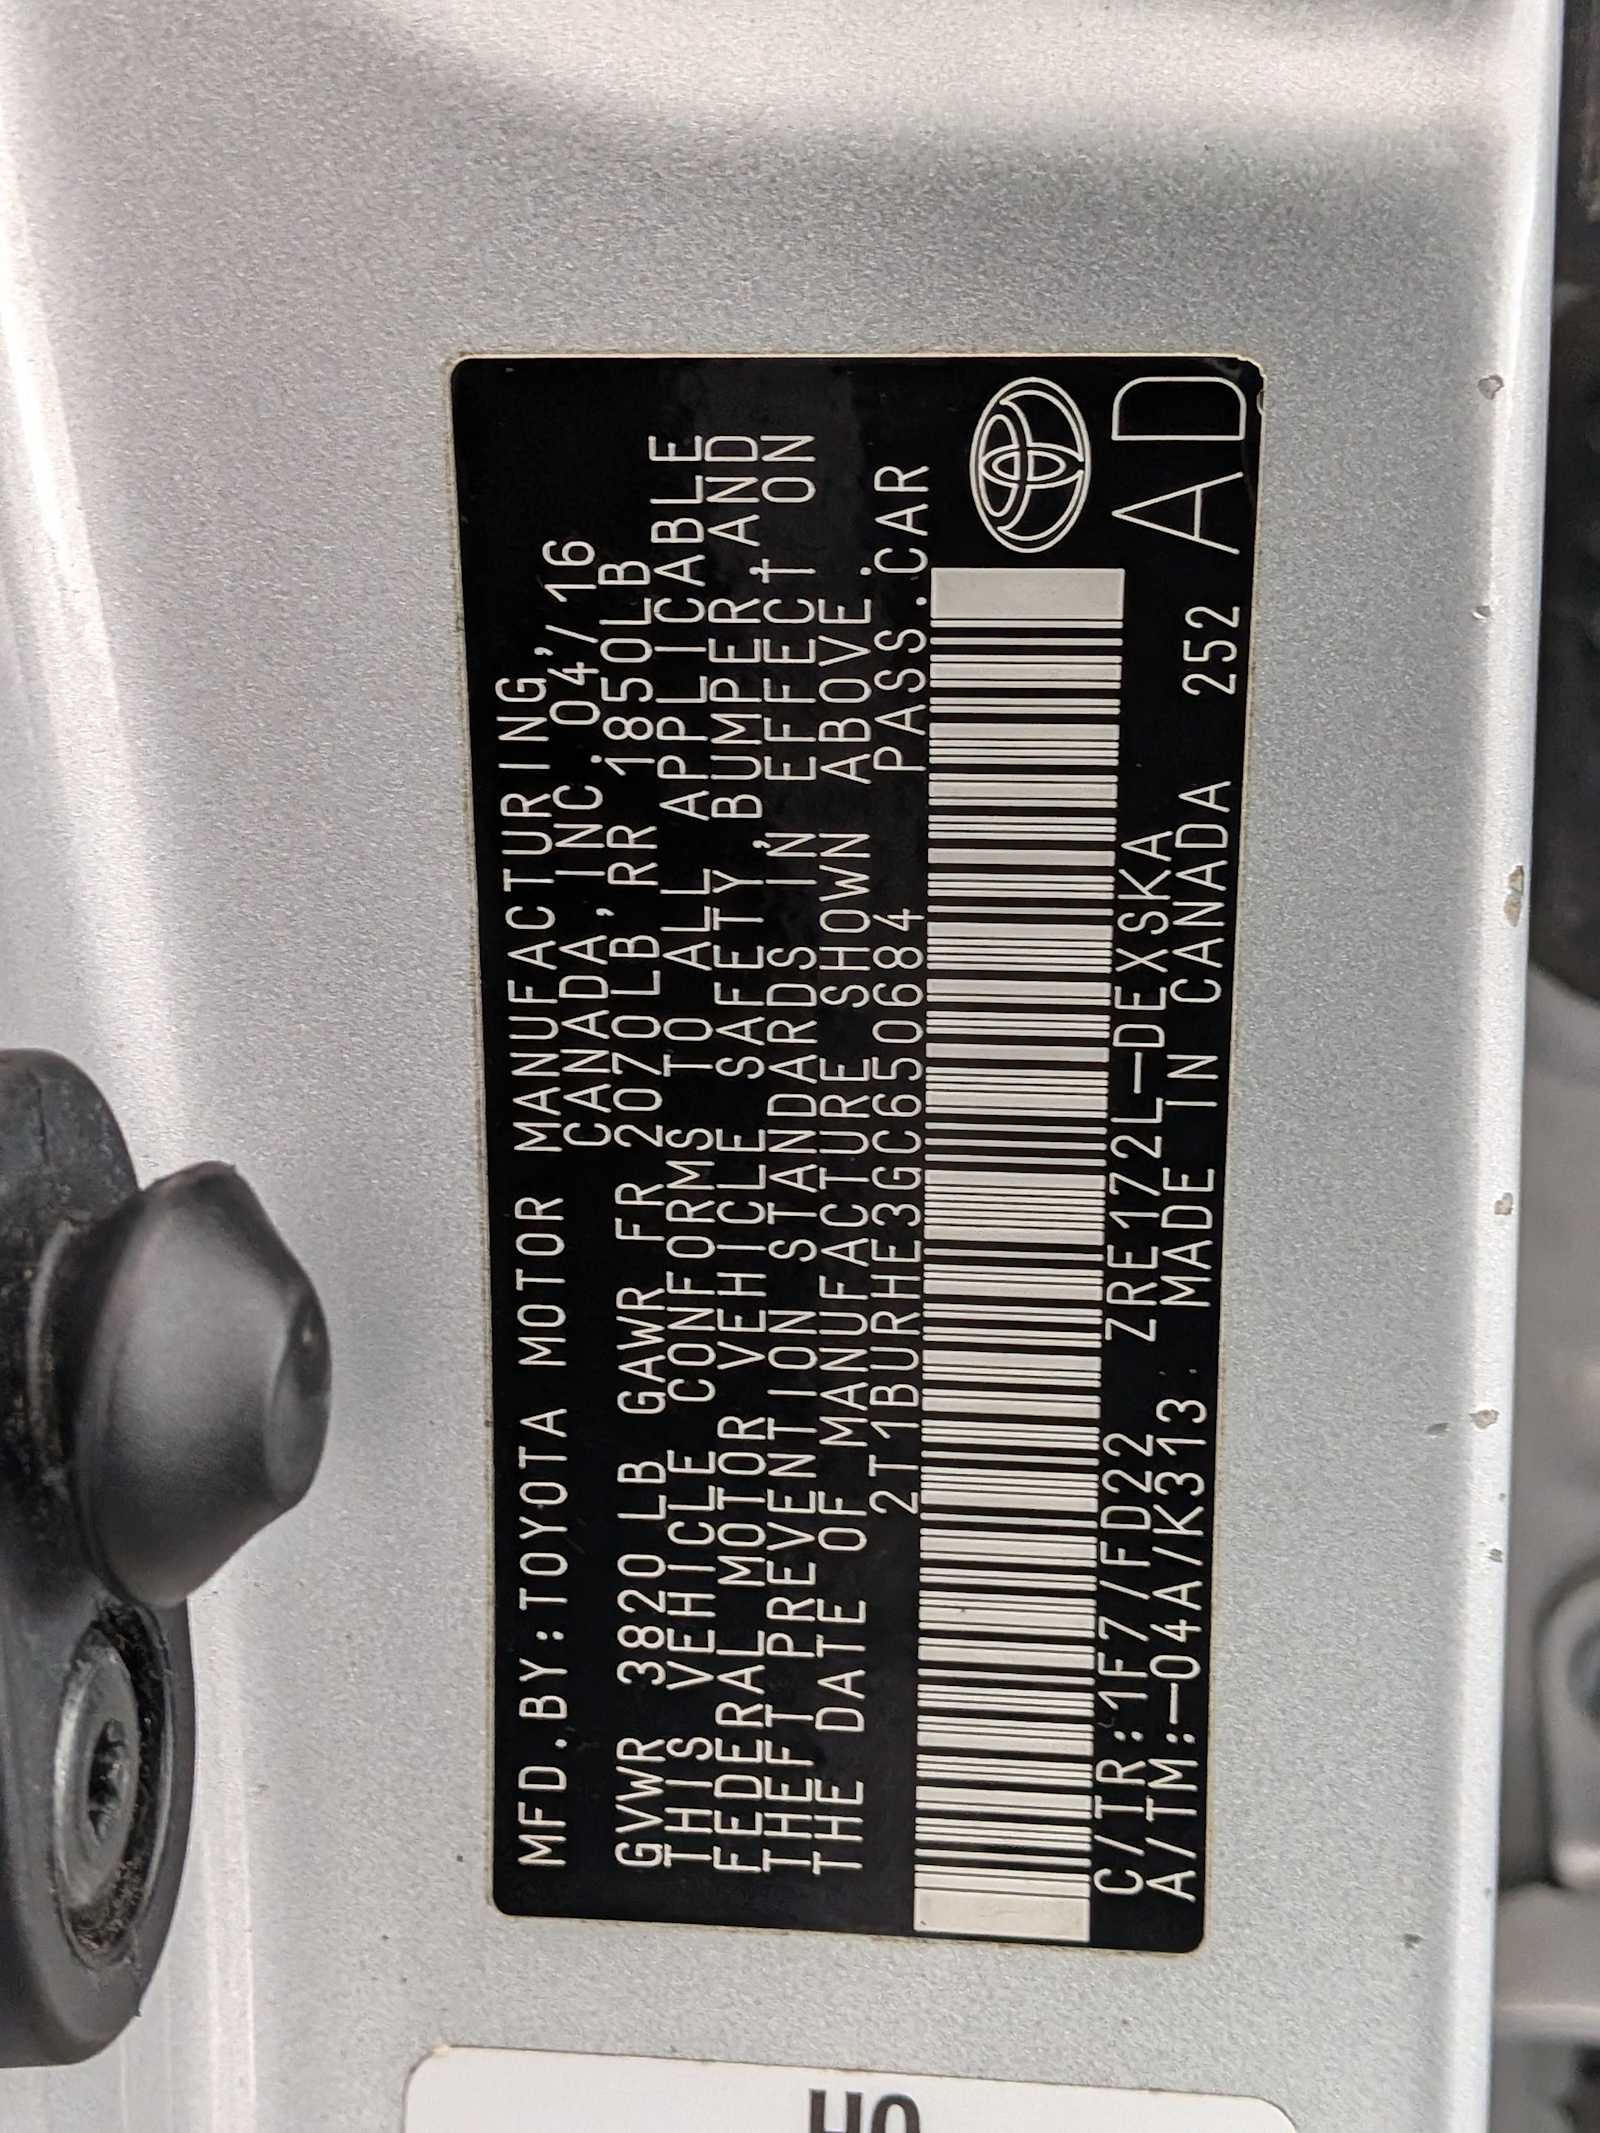 MFD.BY:TOYOTA MOTOR MANUFACTURING,
CANADA, INC. 04/16
GVWR 3820LB GAWR FR 2070LB,RR 1850LB
THIS VEHICLE CONFORMS TO ALL APPLICABLE
FEDERAL MOTOR VEHICLE SAFETY, BUMPER,AND
THEFT PREVENTION STANDARDS IN EFFECT ON
THE DATE OF MANUFACTURE SHOWN ABOVE.
2T1BURHE3GC650684 PASS.CAR
C/TR:1F7/FD22 ZRE172L-DEXSKA
A/TM:-04A/K313 MADE IN CANADA 252 AD